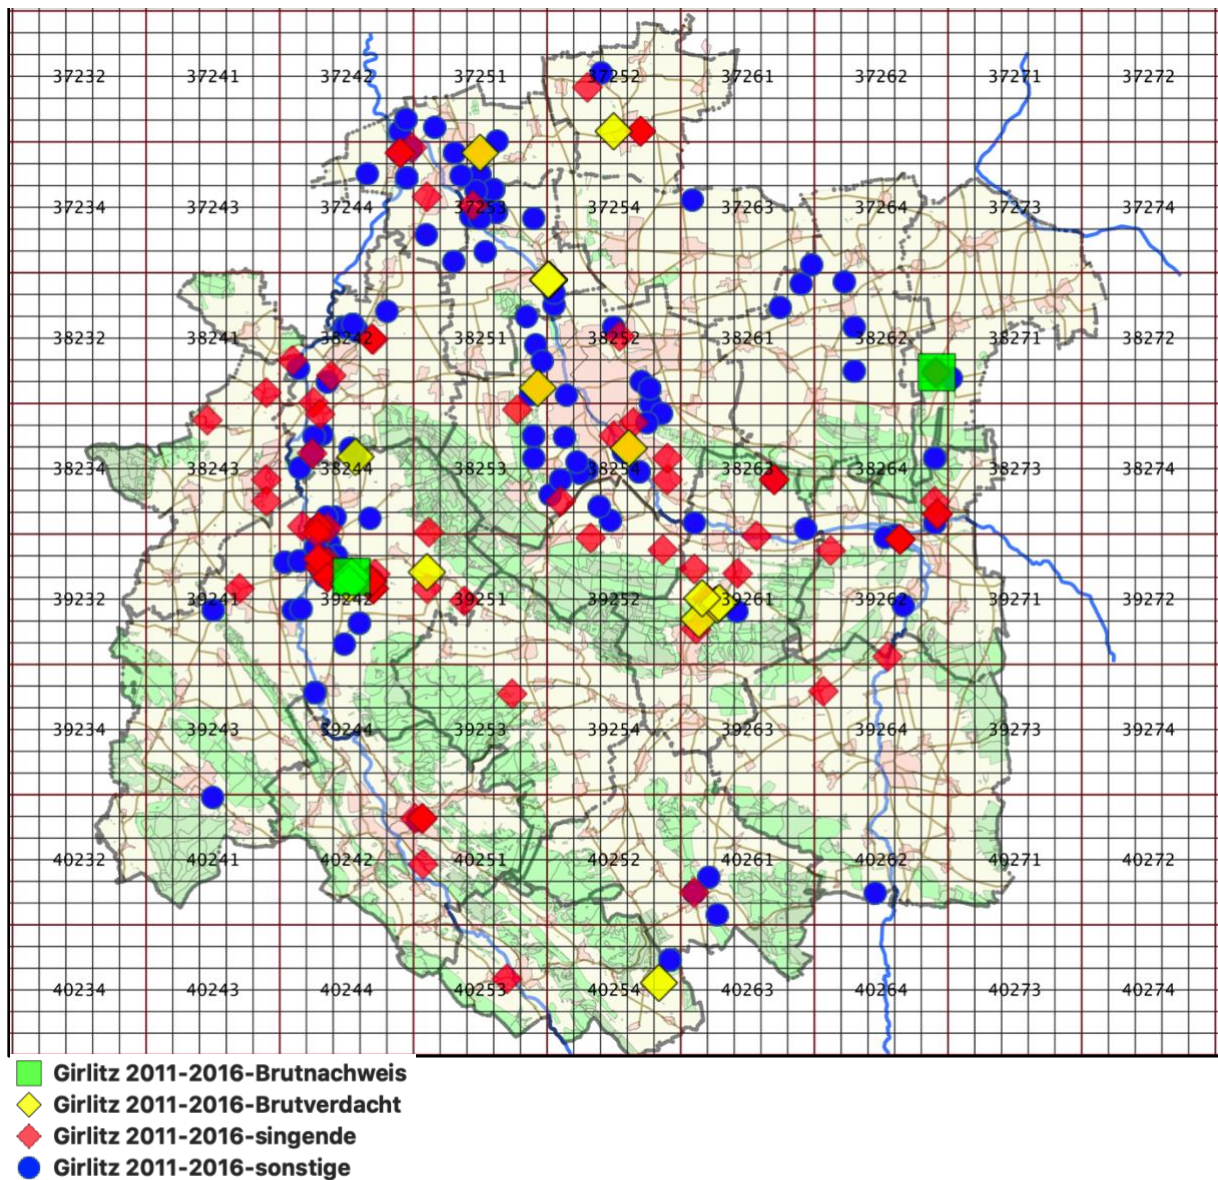 37232 37241 37242 37251 37252 37261 37262 37271 37272
37234 37243 37244 37253 37254 37263 37264 37273 37274
38232 38241 38242 38251 38252 38261 38262 38271 38272
38234 38243 38244 38253 38254 38263 38264 38273 38274
39232 39241 39242 39251 39252 39261 39262 39271 39272
39234 39243 39244 39253 39254 39263 39264 39273 39274
40232 40241 40242 40251 40252 40261 40262 40271 40272
40234 40243 40244 40253 40254 40263 40264 40273 40274
Girlitz 2011-2016-Brutnachweis
Girlitz 2011-2016-Brutverdacht
Girlitz 2011-2016-singende
Girlitz 2011-2016-sonstige